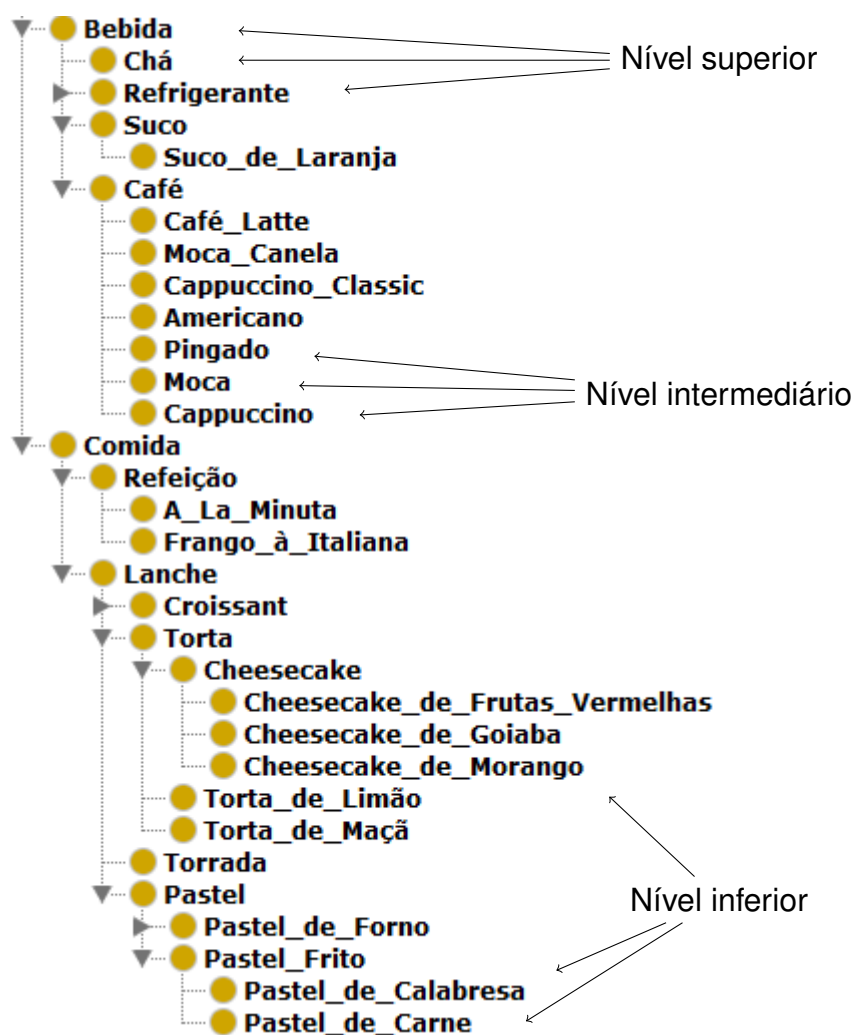 Bebida
Nível superior
Chá
Refrigerante
Suco
Suco_de_Laranja
Café
Café_Latte
Moca_Canela
Cappuccino_Classic
Americano
Pingado
Moca
Nível intermediário
Cappuccino
Comida
Refeição
A_La_Minuta
Frango_à_Italiana
Lanche
Croissant
Torta
Cheesecake
Cheesecake_de_Frutas_Vermelhas
Cheesecake_de_Goiaba
Cheesecake_de_Morango
Torta_de_Limão
Torta_de_Maçã
Torrada
Pastel
Nível inferior
Pastel_de_Forno
Pastel_Frito
Pastel_de_Calabresa
Pastel_de_Carne